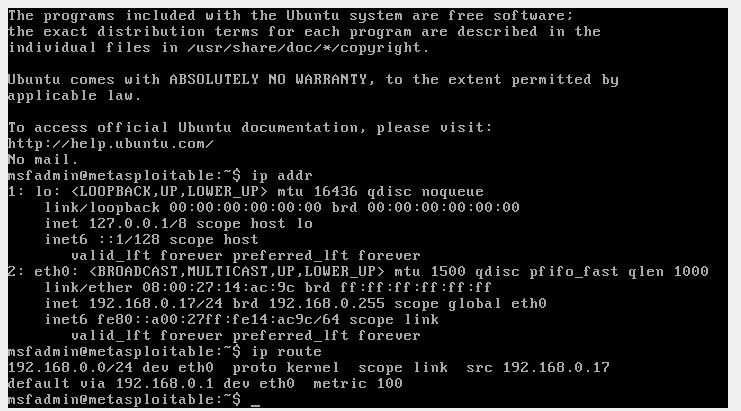 The programs included with the Ubuntu system are free software;
the exact distribution terms for each program are described in the
individual files in /usr/share/doc/*/copyright.
Ubuntu comes with ABSOLUTELY NO WARRANTY, to the extent permitted by
applicable law.
To access official Ubuntu documentation, please visit:
http://help.ubuntu.com/
No mail.
msfadmin@metasploitable:~$ ip addr
1: lo: <LOOPBACK,UP,LOWER_UP> mtu 16436 qdisc noqueue
    link/loopback 00:00:00:00:00:00 brd 00:00:00:00:00:00
    inet 127.0.0.1/8 scope host lo
    inet6 ::1/128 scope host
       valid_lft forever preferred_lft forever
2: eth0: <BROADCAST,MULTICAST,UP,LOWER_UP> mtu 1500 qdisc pfifo_fast qlen 1000
    link/ether 08:00:27:14:ac:9c brd ff:ff:ff:ff:ff:ff
    inet 192.168.0.17/24 brd 192.168.0.255 scope global eth0
    inet6 fe80::a00:27ff:fe14:ac9c/64 scope link
       valid_lft forever preferred_lft forever
msfadmin@metasploitable:~$ ip route
192.168.0.0/24 dev eth0  proto kernel  scope link  src 192.168.0.17
default via 192.168.0.1 dev eth0  metric 100
msfadmin@metasploitable:~$ _